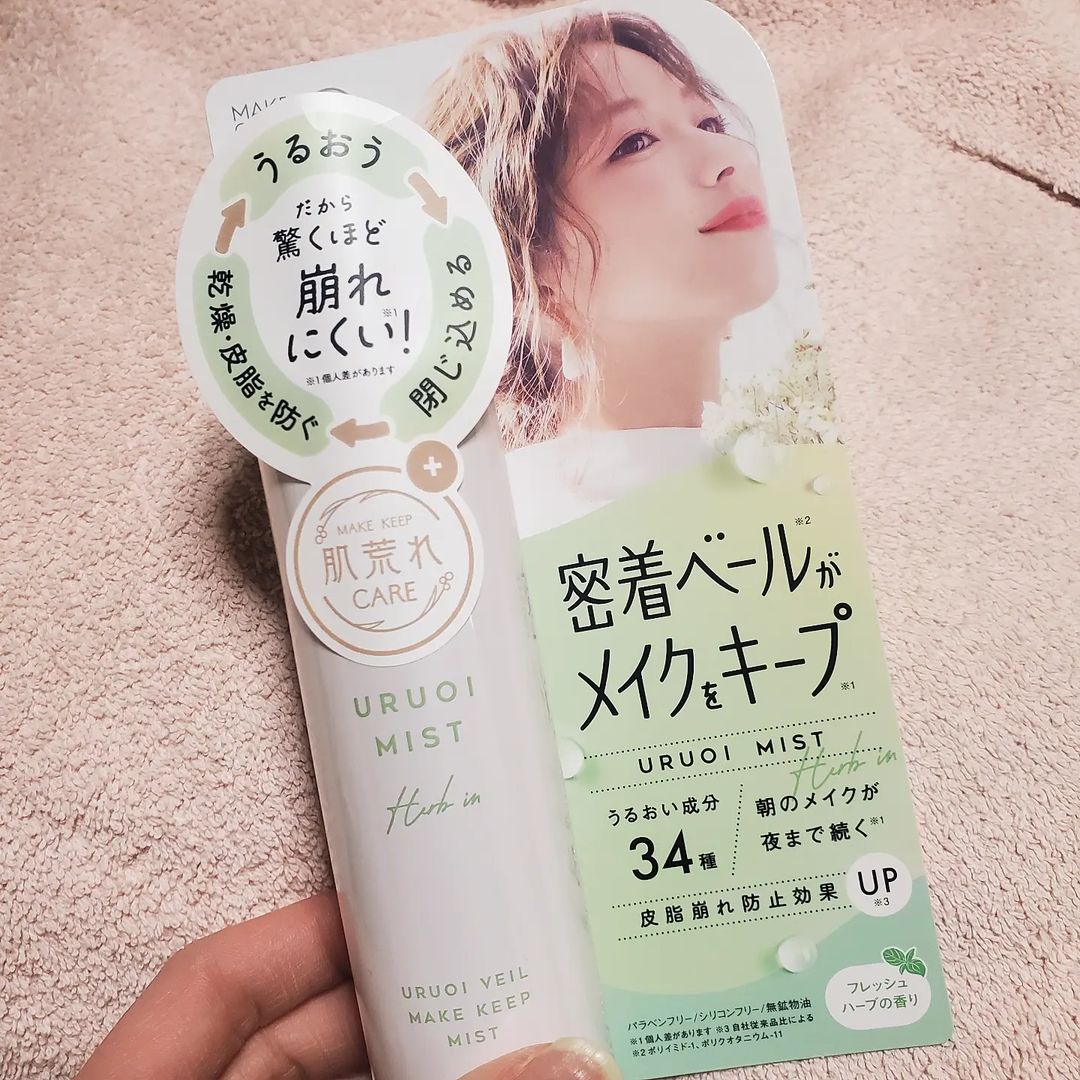 うるおう
だから
驚くほど
崩れ
にくい!※1
※1個人差があります
閉じ込める
乾燥・皮脂を防ぐ
+
MAKE KEEP
肌荒れ
CARE
URUOI
MIST
Herb in
URUOI VEIL
MAKE KEEP
MIST
密着ベール※2が
メイクをキープ※1
URUOI MIST
Herb in
うるおい成分
34種
朝のメイクが
夜まで続く※1
皮脂崩れ防止効果
UP
※3
フレッシュ
ハーブの香り
パラベンフリー/シリコンフリー/無鉱物油
※1個人差があります ※3自社従来品比による
※2ポリイミド-1、ポリクオタニウム-11